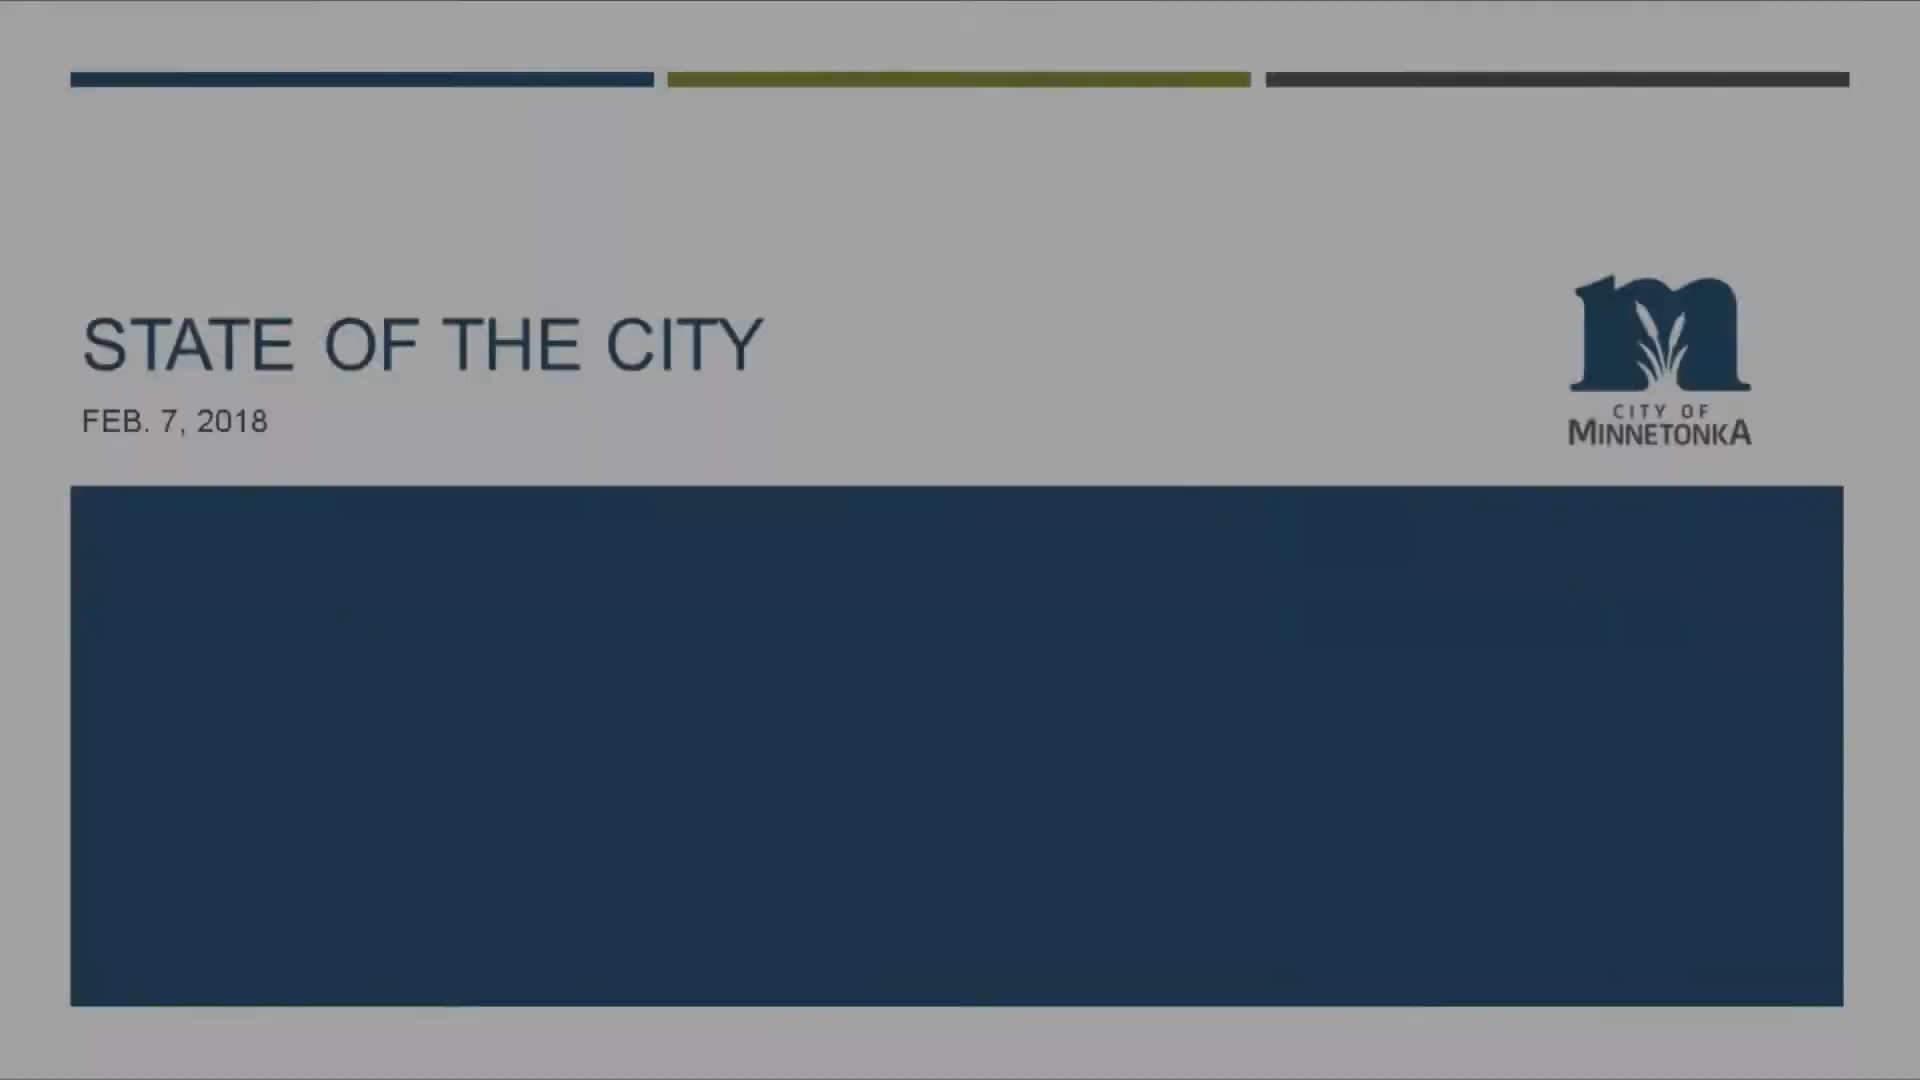 STATE OF THE CITY
FEB. 7, 2018
m
CITY OF
MINNETONKA